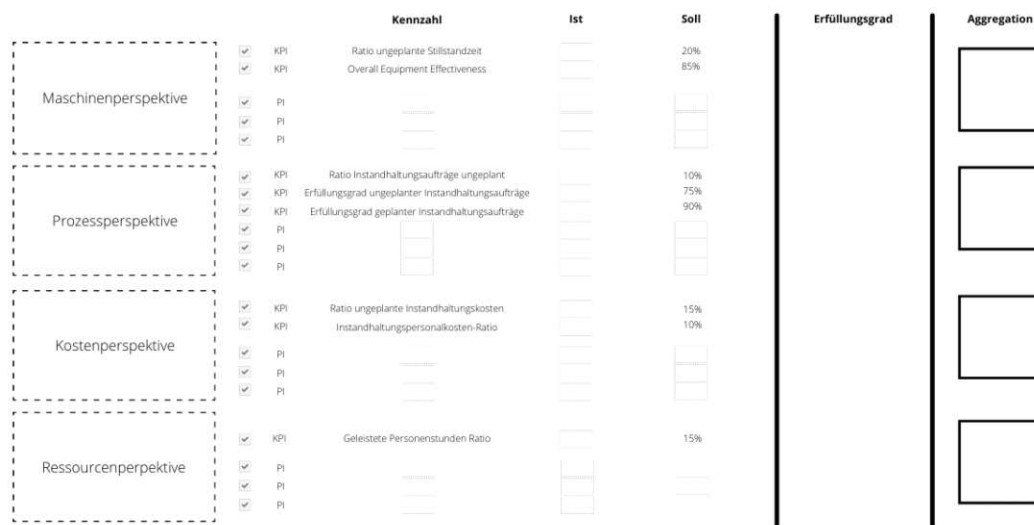 Kennzahl Ist Soll Erfüllungsgrad Aggregation
Maschinenperspektive
KPI Ratio ungeplante Stillstandzeit 20%
KPI Overall Equipment Effectiveness 85%
PI
PI
PI
Prozessperspektive
KPI Ratio Instandhaltungsaufträge ungeplant 10%
KPI Erfüllungsgrad ungeplanter Instandhaltungsaufträge 75%
KPI Erfüllungsgrad geplanter Instandhaltungsaufträge 90%
PI
PI
PI
Kostenperspektive
KPI Ratio ungeplante Instandhaltungskosten 15%
KPI Instandhaltungspersonalkosten-Ratio 10%
PI
PI
PI
Ressourcenperpektive
KPI Geleistete Personenstunden Ratio 15%
PI
PI
PI